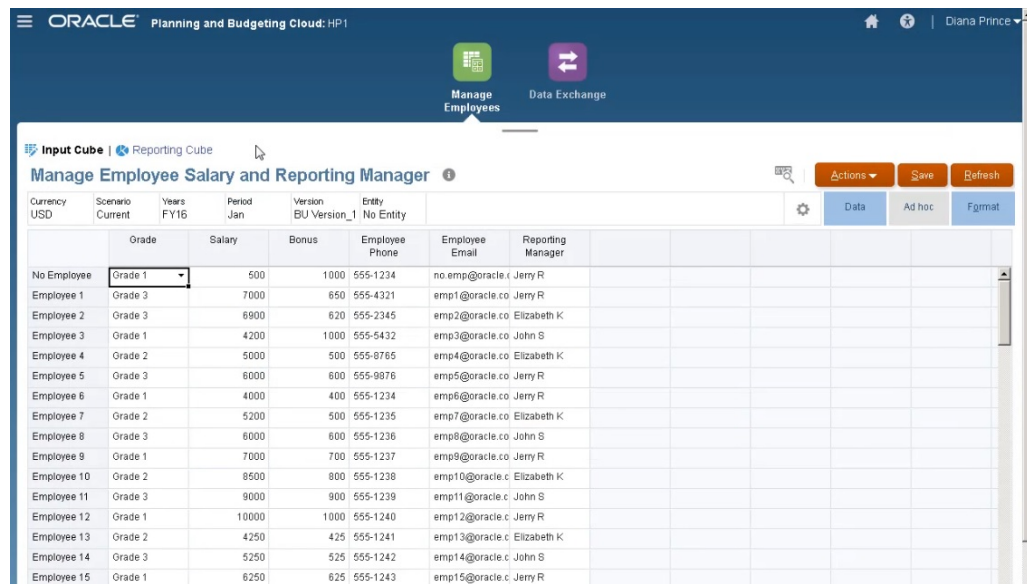 ORACLE Planning and Budgeting Cloud: HP1 Diana Prince
Manage Employees
Data Exchange
Input Cube | Reporting Cube
Manage Employee Salary and Reporting Manager
Actions Save Refresh
Currency Scenario Years Period Version Entity
USD Current FY16 Jan BU Version_1 No Entity
Data Ad hoc Format
Grade Salary Bonus Employee Phone Employee Email Reporting Manager
No Employee Grade 1 500 1000 555-1234 no.emp@oracle.c Jerry R
Employee 1 Grade 3 7000 650 555-4321 emp1@oracle.co Jerry R
Employee 2 Grade 3 6900 620 555-2345 emp2@oracle.co Elizabeth K
Employee 3 Grade 1 4200 1000 555-5432 emp3@oracle.co John S
Employee 4 Grade 2 5000 500 555-8765 emp4@oracle.co Elizabeth K
Employee 5 Grade 3 6000 600 555-9876 emp5@oracle.co Jerry R
Employee 6 Grade 1 4000 400 555-1234 emp6@oracle.co Jerry R
Employee 7 Grade 2 5200 500 555-1235 emp7@oracle.co Elizabeth K
Employee 8 Grade 3 6000 600 555-1236 emp8@oracle.co John S
Employee 9 Grade 1 7000 700 555-1237 emp9@oracle.co Jerry R
Employee 10 Grade 2 8500 800 555-1238 emp10@oracle.c Elizabeth K
Employee 11 Grade 3 9000 900 555-1239 emp11@oracle.c John S
Employee 12 Grade 1 10000 1000 555-1240 emp12@oracle.c Jerry R
Employee 13 Grade 2 4250 425 555-1241 emp13@oracle.c Elizabeth K
Employee 14 Grade 3 5250 525 555-1242 emp14@oracle.c John S
Employee 15 Grade 1 6250 625 555-1243 emp15@oracle.c Jerry R